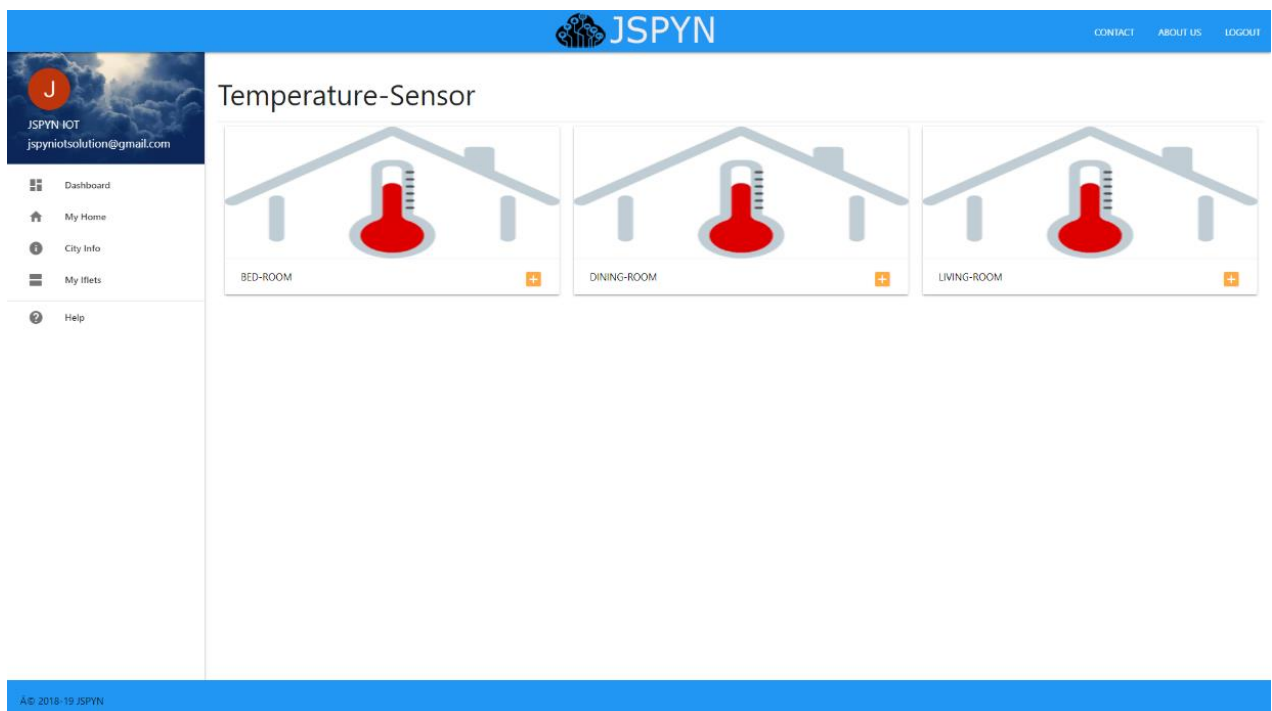 JSPYN
CONTACT ABOUT US LOGOUT
J
JSPYN IOT
jspyniotsolution@gmail.com
Dashboard
My Home
City Info
My Iflets
Help
Temperature-Sensor
BED-ROOM
DINING-ROOM
LIVING-ROOM
Â© 2018-19 JSPYN